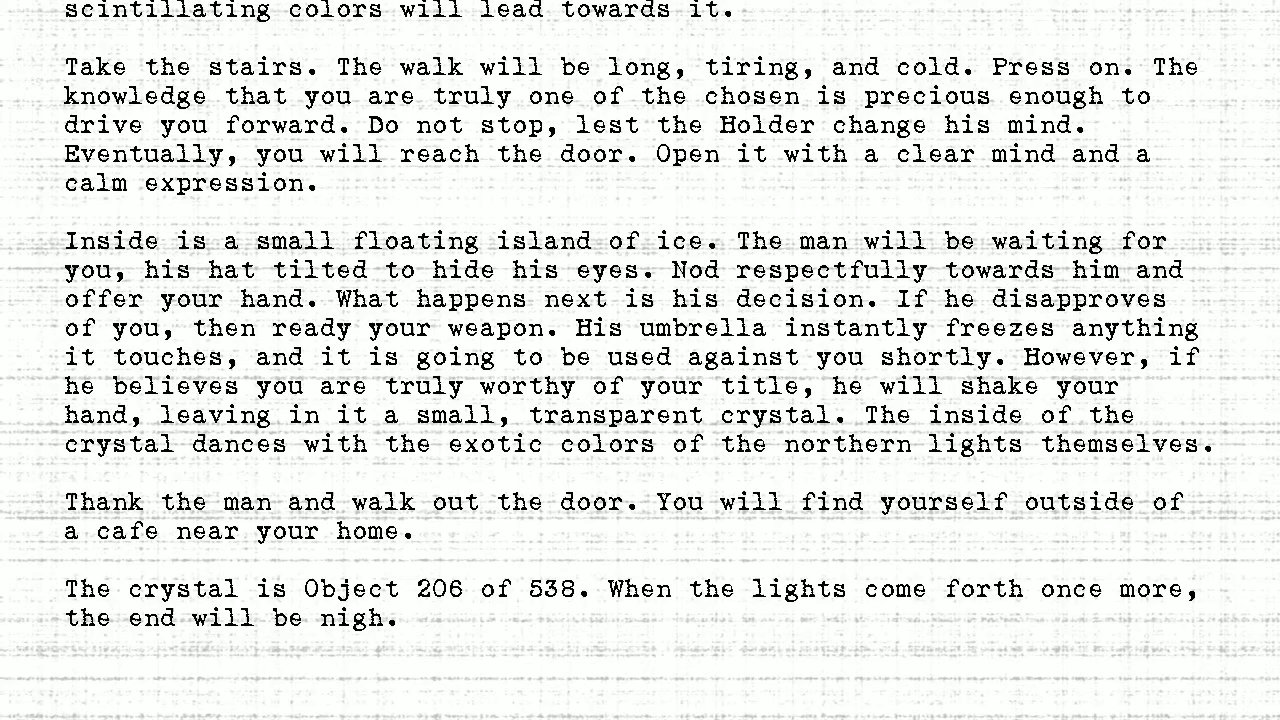 scintillating colors will lead towards it.
Take the stairs. The walk will be long, tiring, and cold. Press on. The
knowledge that you are truly one of the chosen is precious enough to
drive you forward. Do not stop, lest the Holder change his mind.
Eventually, you will reach the door. Open it with a clear mind and a
calm expression.
Inside is a small floating island of ice. The man will be waiting for
you, his hat tilted to hide his eyes. Nod respectfully towards him and
offer your hand. What happens next is his decision. If he disapproves
of you, then ready your weapon. His umbrella instantly freezes anything
it touches, and it is going to be used against you shortly. However, if
he believes you are truly worthy of your title, he will shake your
hand, leaving in it a small, transparent crystal. The inside of the
crystal dances with the exotic colors of the northern lights themselves.
Thank the man and walk out the door. You will find yourself outside of
a cafe near your home.
The crystal is Object 206 of 538. When the lights come forth once more,
the end will be nigh.